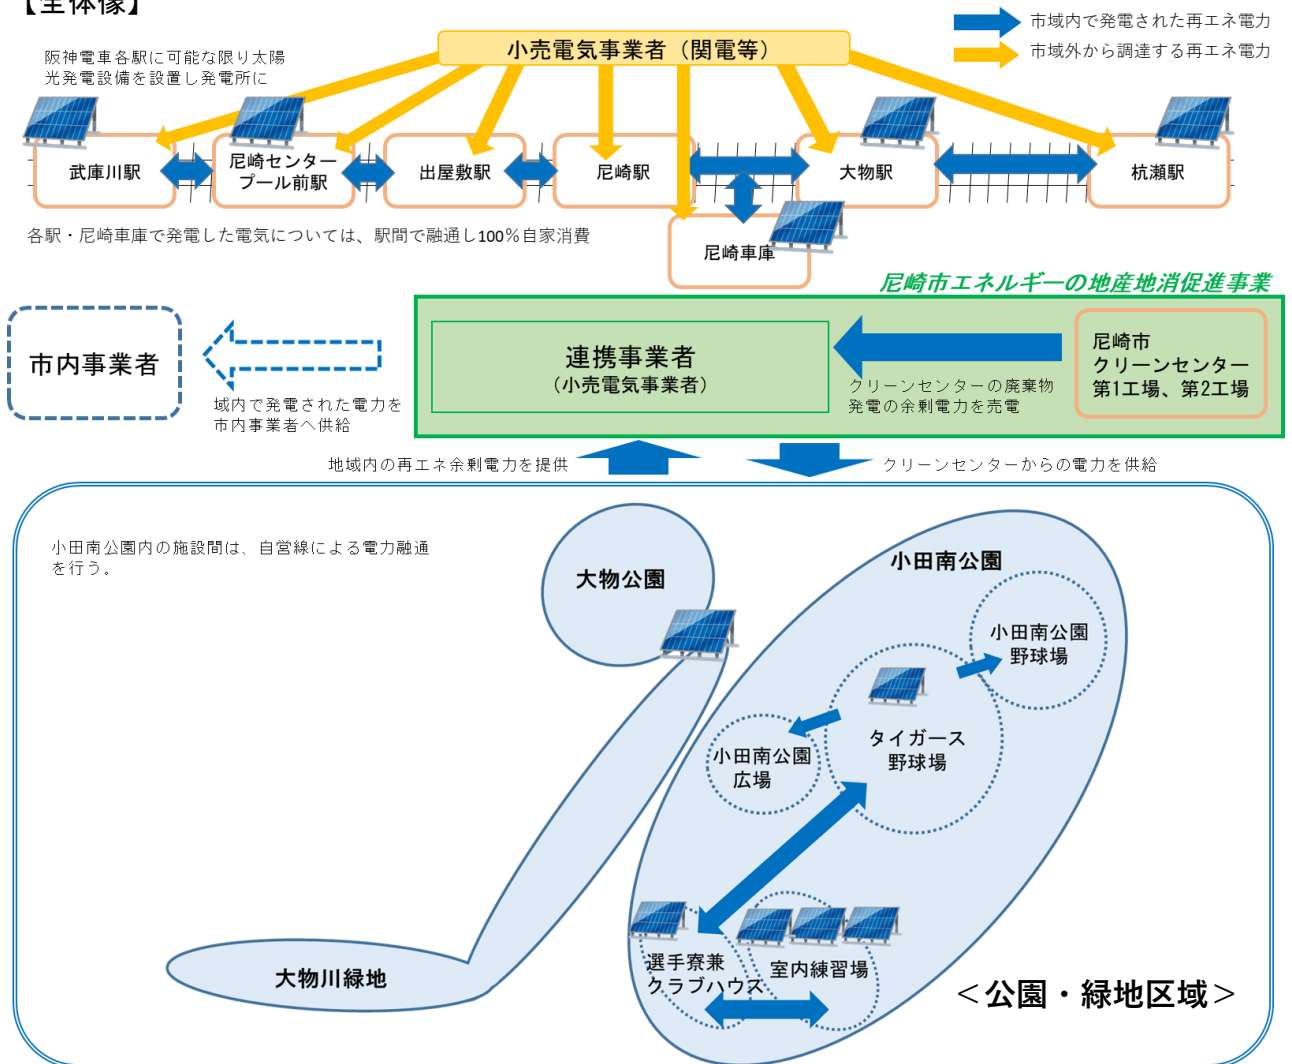 【全体像】
市域内で発電された再エネ電力
市域外から調達する再エネ電力
小売電気事業者（関電等）
阪神電車各駅に可能な限り太陽
光発電設備を設置し発電所に
武庫川駅
尼崎センター
プール前駅
出屋敷駅
尼崎駅
大物駅
杭瀬駅
尼崎車庫
各駅・尼崎車庫で発電した電気については、駅間で融通し100％自家消費
尼崎市エネルギーの地産地消促進事業
市内事業者
域内で発電された電力を
市内事業者へ供給
連携事業者
（小売電気事業者）
クリーンセンターの廃棄物
発電の余剰電力を売電
尼崎市
クリーンセンター
第1工場、第2工場
地域内の再エネ余剰電力を提供
クリーンセンターからの電力を供給
小田南公園内の施設間は、自営線による電力融通
を行う。
大物公園
小田南公園
小田南公園
野球場
タイガース
野球場
小田南公園
広場
選手寮兼
クラブハウス
室内練習場
大物川緑地
＜公園・緑地区域＞